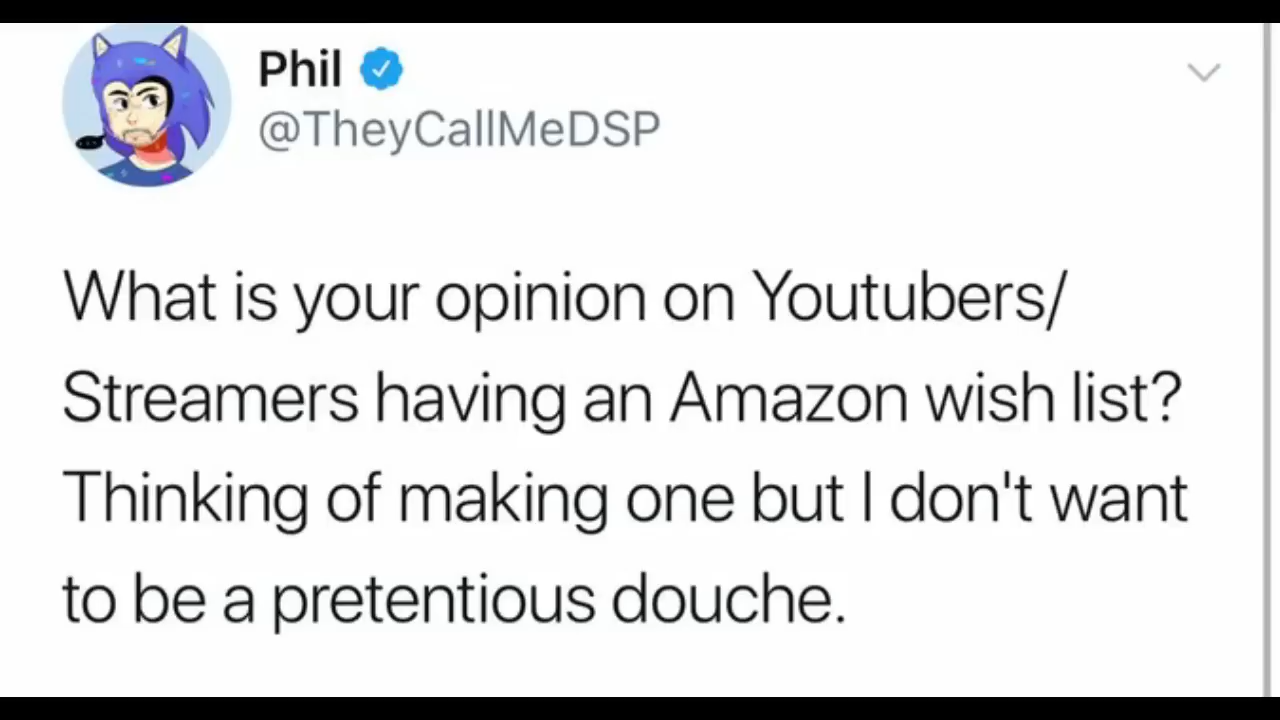 Phil
@TheyCallMeDSP
What is your opinion on Youtubers/
Streamers having an Amazon wish list?
Thinking of making one but I don't want
to be a pretentious douche.